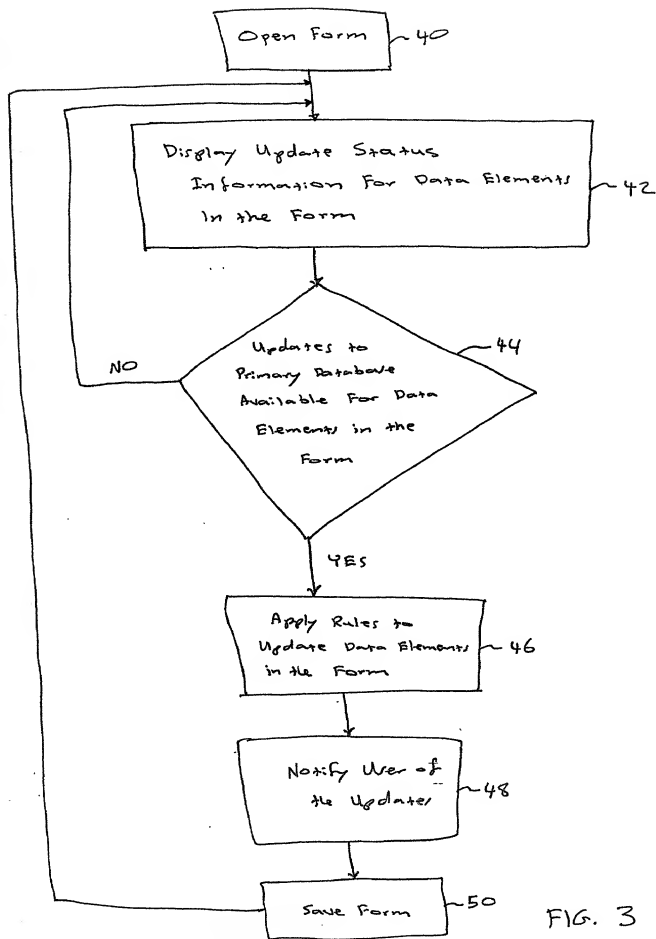 Open Form
40
Display Update Status
Information For Data Elements
In the Form
42
Updates to
Primary Database
Available For Data
Elements in the
Form
44
NO
YES
Apply Rules to
Update Data Elements
in the Form
46
Notify User of
the Updates
48
Save Form
50
FIG. 3